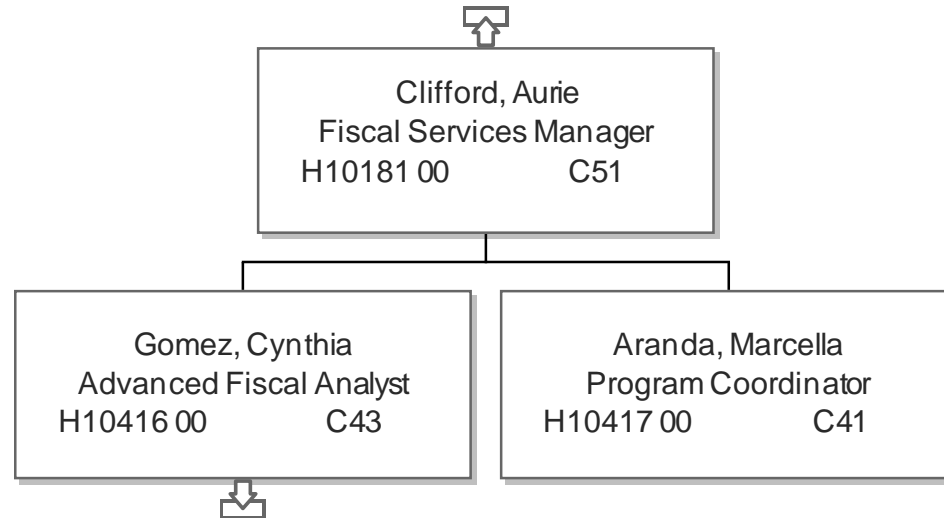 Clifford, Aurie
Fiscal Services Manager
H10181 00 C51
Gomez, Cynthia
Advanced Fiscal Analyst
H10416 00 C43
Aranda, Marcella
Program Coordinator
H10417 00 C41